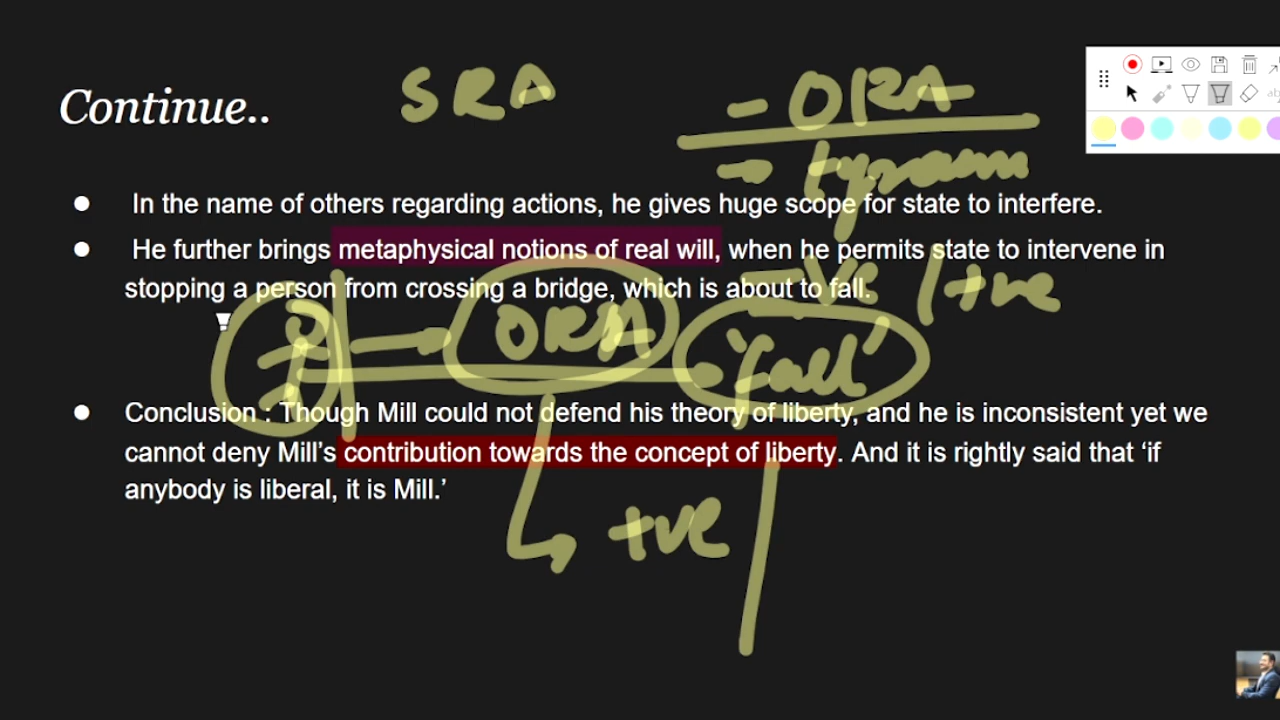 SRA
- ORA
Continue..
- tyrann
● In the name of others regarding actions, he gives huge scope for state to interfere.
● He further brings metaphysical notions of real will, when he permits state to intervene in
stopping a person from crossing a bridge, which is about to fall.
-ve / +ve
ORA
'fall'
● Conclusion : Though Mill could not defend his theory of liberty, and he is inconsistent yet we
cannot deny Mill's contribution towards the concept of liberty. And it is rightly said that 'if
anybody is liberal, it is Mill.'
+ve